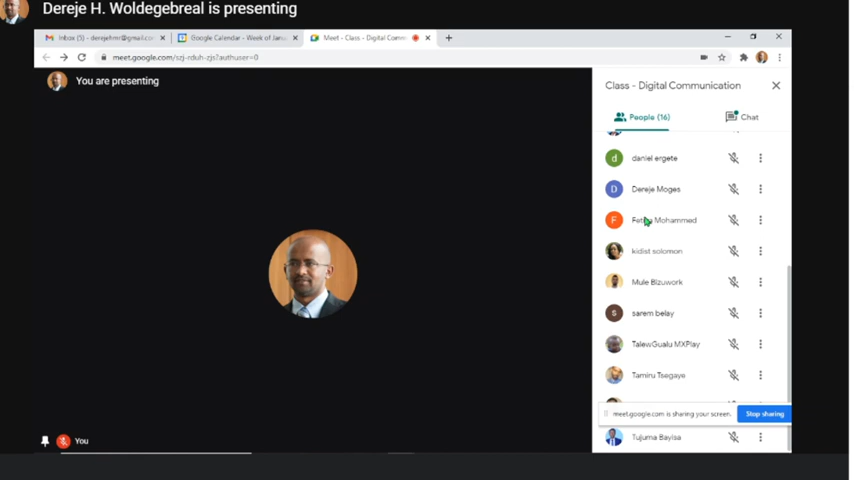 Dereje H. Woldegebreal is presenting
Inbox (5) - derejehmr@gmail.com
Google Calendar - Week of Janu
Meet - Class - Digital Comm
meet.google.com/szj-rduh-zjs?authuser=0
You are presenting
Class - Digital Communication
People (16)
Chat
d
daniel ergete
D
Dereje Moges
F
Mohammed
kidist solomon
Mule Bizuwork
s
sarem belay
TalewGualu MXPlay
Tamiru Tsegaye
meet.google.com is sharing your screen.
Stop sharing
Tujuma Bayisa
You